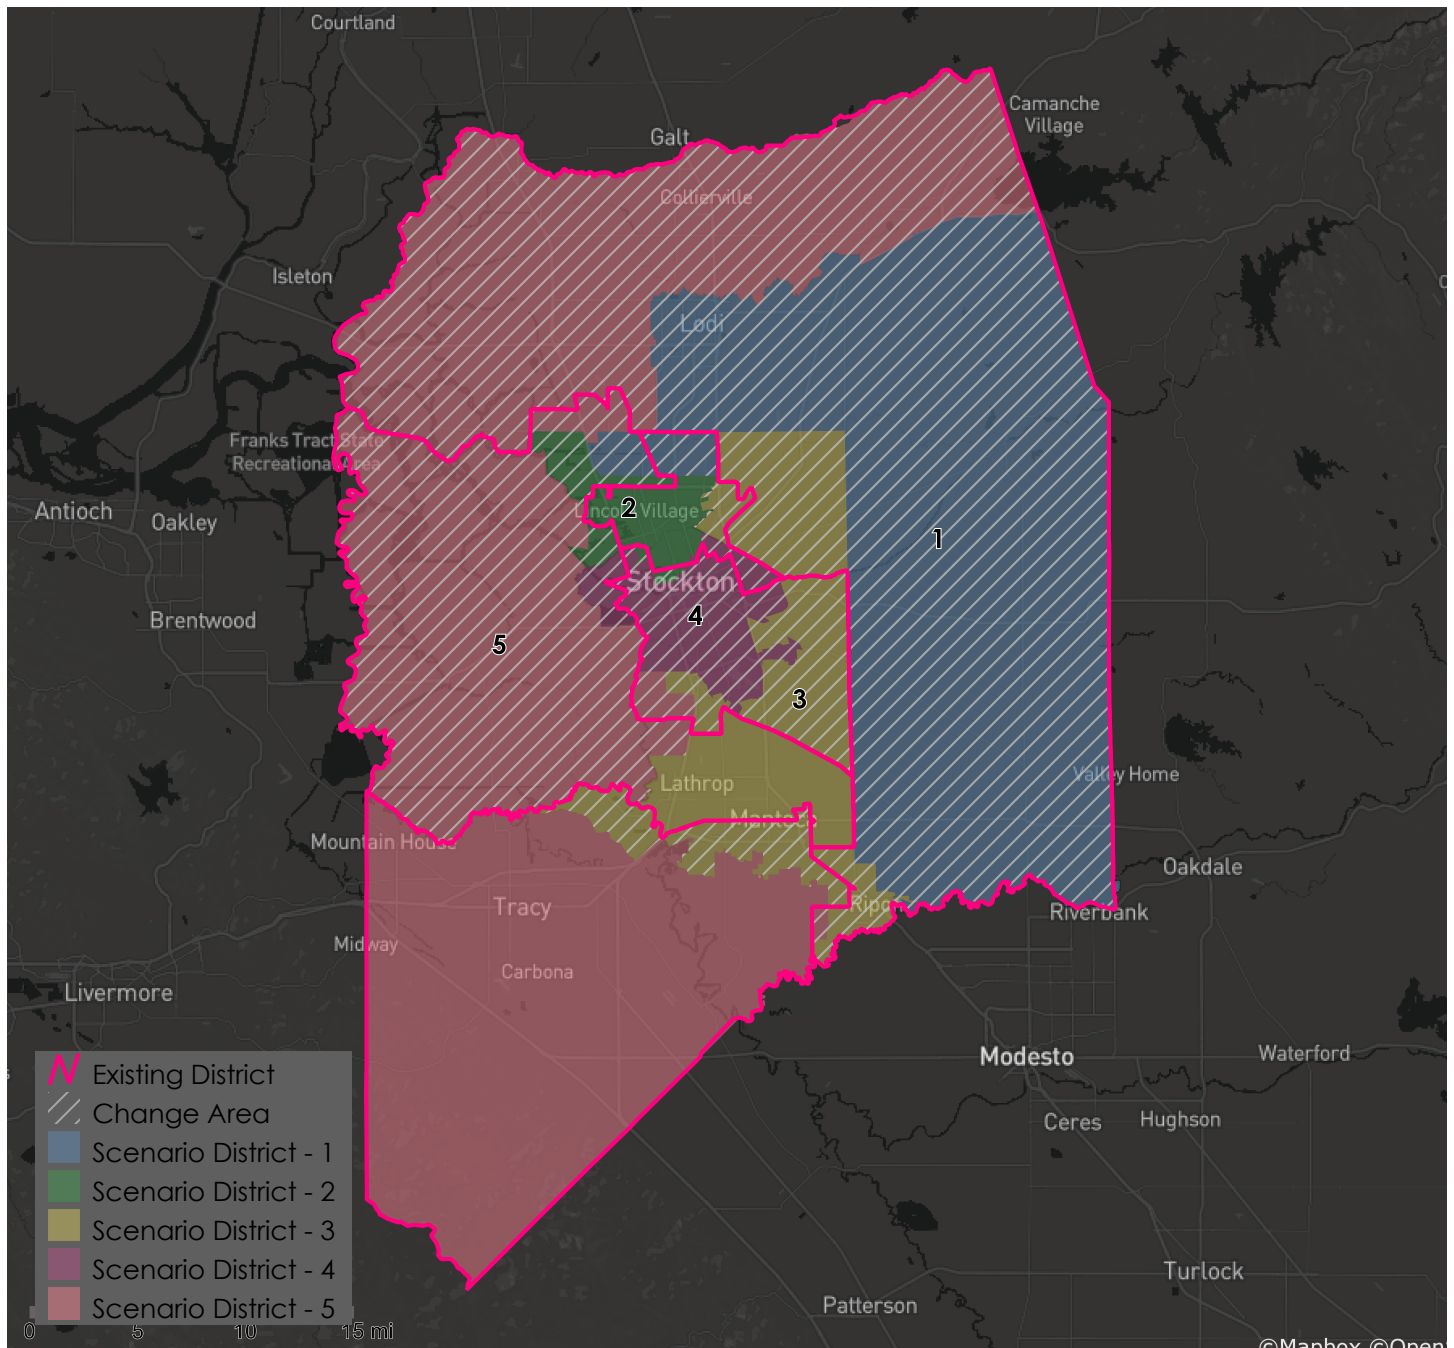 Courtland
Camanche
Village
Galt
Collierville
Isleton
Lodi
Franks Tract State
Recreational Area
Antioch
Oakley
2
Lincoln Village
1
Stockton
4
Brentwood
5
3
Valley Home
Lathrop
Manteca
Mountain House
Oakdale
Tracy
Ripon
Riverbank
Midway
Carbona
Livermore
Modesto
Waterford
Existing District
Change Area
Ceres
Hughson
Scenario District - 1
Scenario District - 2
Scenario District - 3
Scenario District - 4
Turlock
Scenario District - 5
Patterson
0 5 10 15 mi
©Mapbox ©Open